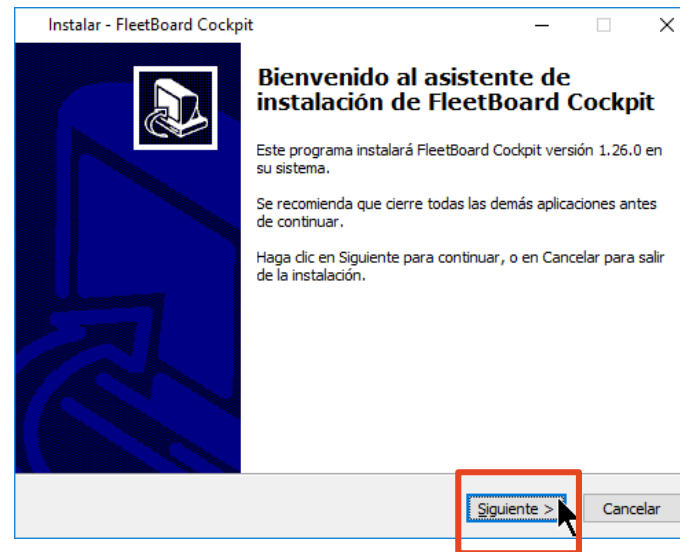 Instalar - FleetBoard Cockpit
Bienvenido al asistente de
instalación de FleetBoard Cockpit
Este programa instalará FleetBoard Cockpit versión 1.26.0 en
su sistema.
Se recomienda que cierre todas las demás aplicaciones antes
de continuar.
Haga clic en Siguiente para continuar, o en Cancelar para salir
de la instalación.
Siguiente > Cancelar